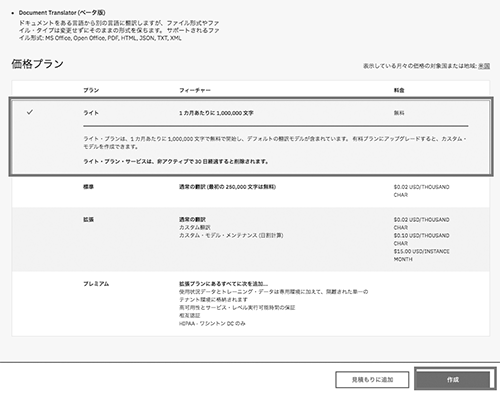 • Document Translator (ベータ版)
ドキュメントをある言語から別の言語に翻訳しますが、ファイル形式やファ
イル・タイプは変更せずにそのままの形式を保ちます。 サポートされるファ
イル形式: MS Office, Open Office, PDF, HTML, JSON, TXT, XML
価格プラン
表示している月々の価格の対象国または地域: 米国
プラン フィーチャー 料金
✓ ライト 1 カ月あたりに 1,000,000 文字 無料
ライト・プランは、1 カ月あたりに 1,000,000 文字で無料で開始し、デフォルトの翻訳モデルが含まれています。 有料プランにアップグレードすると、カスタム・
モデルを作成できます。
ライト・プラン・サービスは、非アクティブで 30 日経過すると削除されます。
標準 通常の翻訳 (最初の 250,000 文字は無料) $0.02 USD/THOUSAND
CHAR
拡張 通常の翻訳 $0.02 USD/THOUSAND
カスタム翻訳 CHAR
カスタム・モデル・メンテナンス (日割計算) $0.10 USD/THOUSAND
CHAR
$15.00 USD/INSTANCE
MONTH
プレミアム 拡張プランにあるすべてに次を追加...
使用状況データとトレーニング・データは専用環境に加えて、隔離された単一の
テナント環境に格納されます
高可用性とサービス・レベル実行可能時間の保証
相互認証
HIPAA - ワシントン DC のみ
見積もりに追加 作成